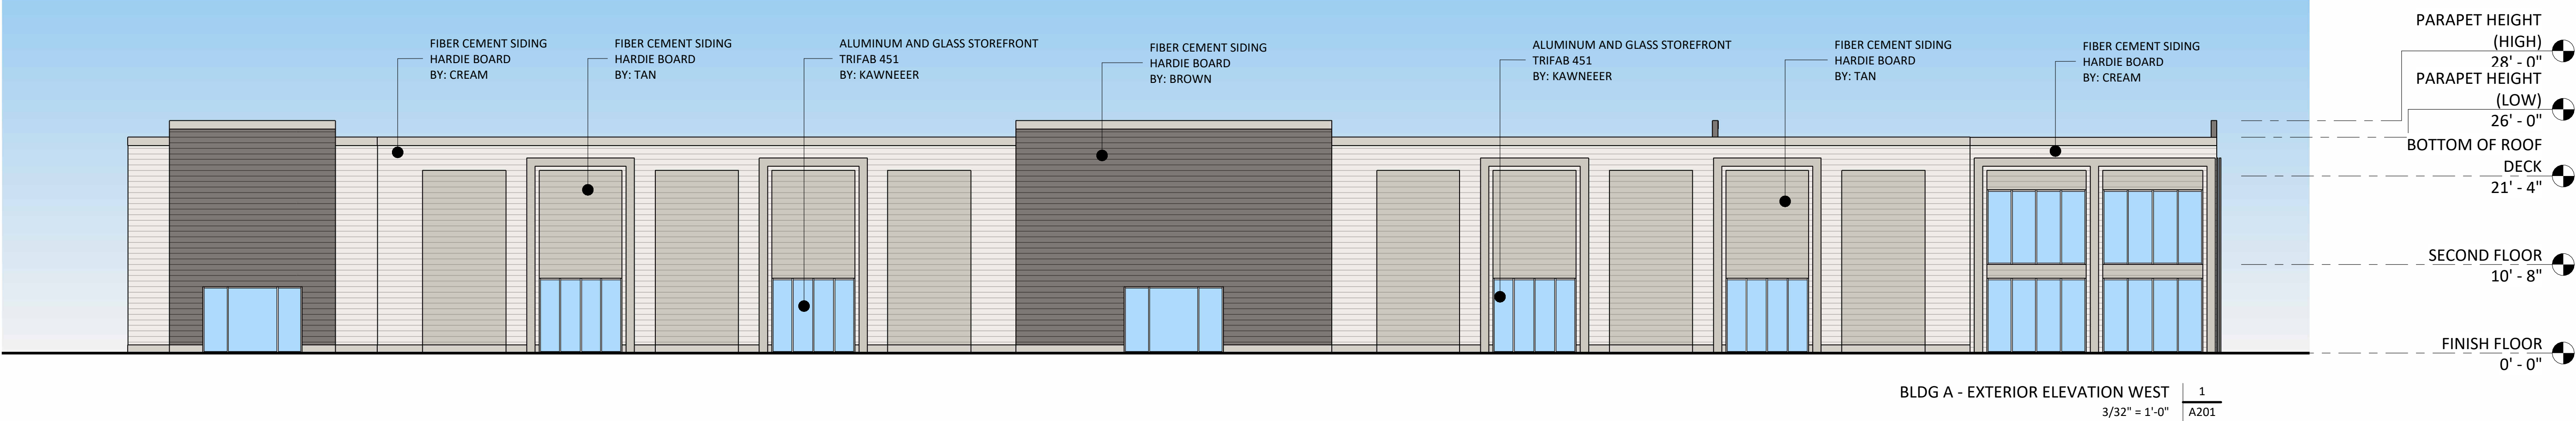 FIBER CEMENT SIDING
HARDIE BOARD
BY: CREAM
FIBER CEMENT SIDING
HARDIE BOARD
BY: TAN
ALUMINUM AND GLASS STOREFRONT
TRIFAB 451
BY: KAWNEEER
FIBER CEMENT SIDING
HARDIE BOARD
BY: BROWN
ALUMINUM AND GLASS STOREFRONT
TRIFAB 451
BY: KAWNEEER
FIBER CEMENT SIDING
HARDIE BOARD
BY: TAN
FIBER CEMENT SIDING
HARDIE BOARD
BY: CREAM
PARAPET HEIGHT
(HIGH)
28' - 0"
PARAPET HEIGHT
(LOW)
26' - 0"
BOTTOM OF ROOF
DECK
21' - 4"
SECOND FLOOR
10' - 8"
FINISH FLOOR
0' - 0"
BLDG A - EXTERIOR ELEVATION WEST
3/32" = 1'-0"
1
A201